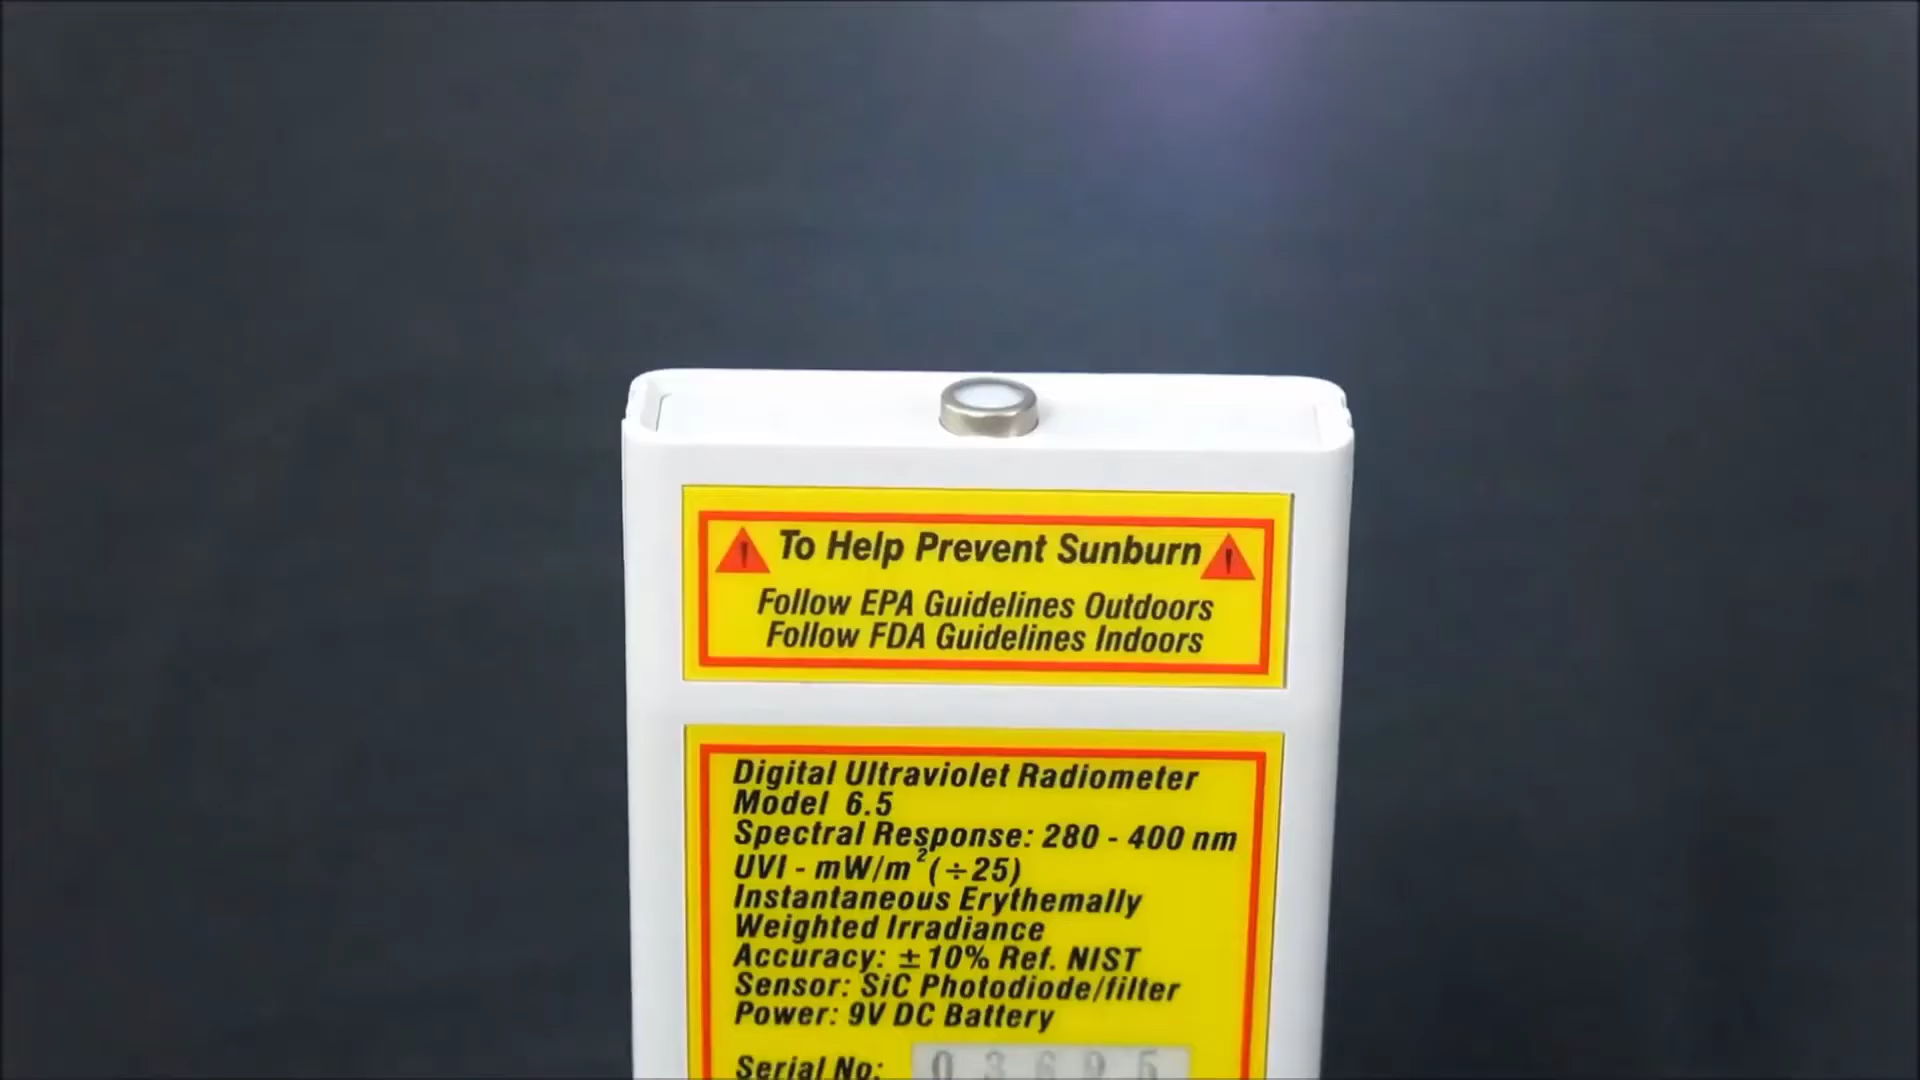 To Help Prevent Sunburn
Follow EPA Guidelines Outdoors
Follow FDA Guidelines Indoors
Digital Ultraviolet Radiometer
Model 6.5
Spectral Response: 280 - 400 nm
UVI - mW/m²(÷25)
Instantaneous Erythemally
Weighted Irradiance
Accuracy: ±10% Ref. NIST
Sensor: SiC Photodiode/filter
Power: 9V DC Battery
Serial No: 03695